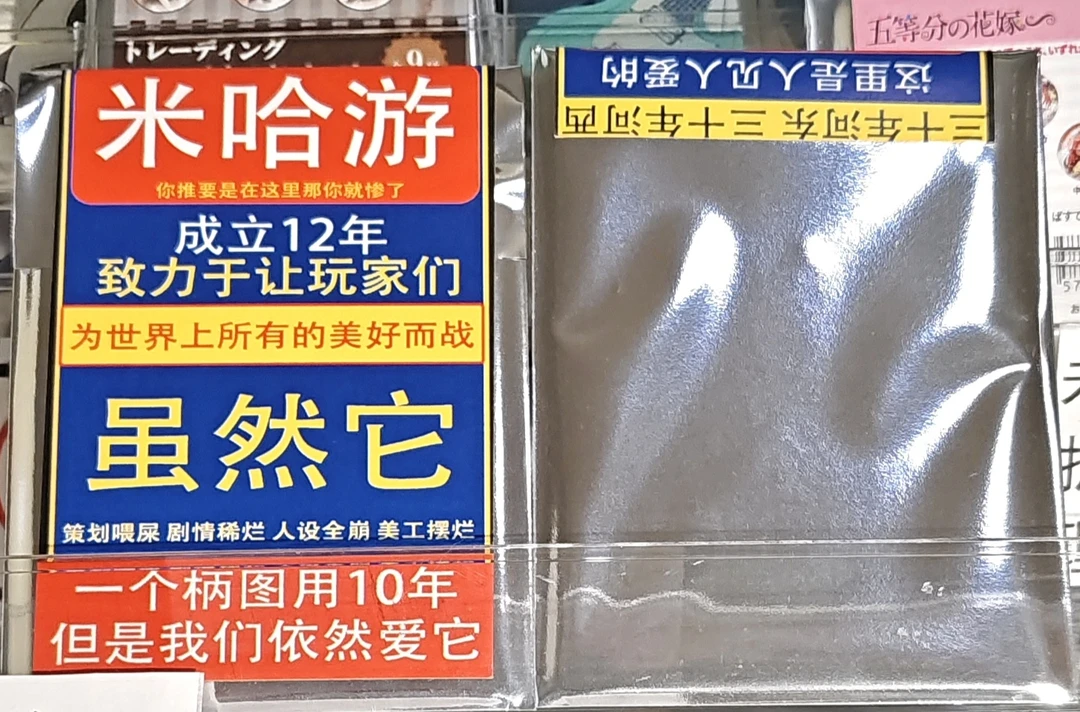 トレーディング
9
五等分の花嫁
米哈游
你推要是在这里那你就惨了
成立12年
致力于让玩家们
为世界上所有的美好而战
虽然它
策划喂屎 剧情稀烂 人设全崩 美工摆烂
一个柄图用10年
但是我们依然爱它
三十年河东三十年河西
这里是人见人爱的
57